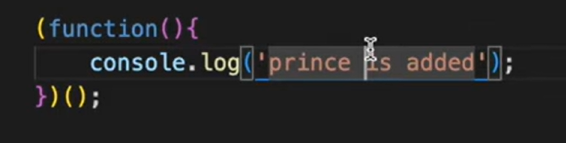 (function(){
    console.log('prince is added');
})();